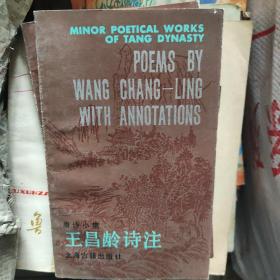 MINOR POETICAL WORKS
OF TANG DYNASTY
POEMS BY
WANG CHANG-LING
WITH ANNOTATIONS
唐诗小集
王昌龄诗注
上海古籍出版社
鲁